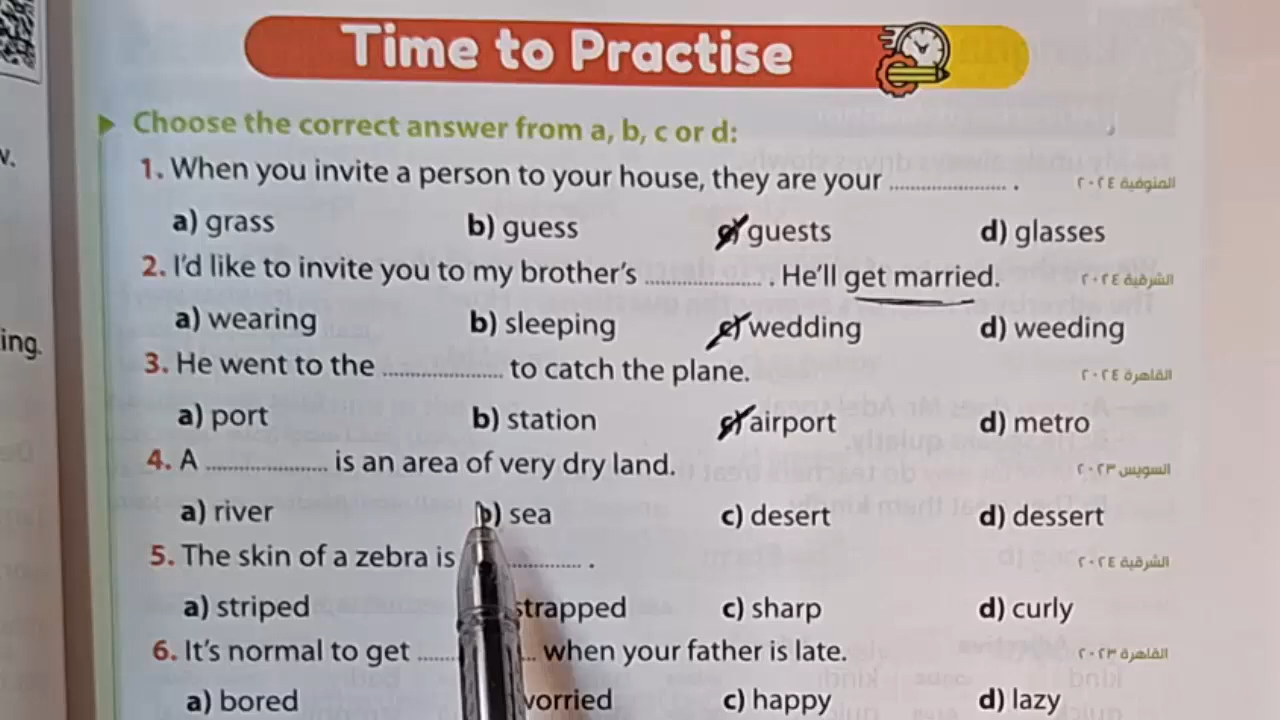 Time to Practise
Choose the correct answer from a, b, c or d:
1. When you invite a person to your house, they are your .................... . المنوفية ٢٠٢٤
a) grass b) guess c) guests d) glasses
2. I'd like to invite you to my brother's .................... . He'll get married. الشرقية ٢٠٢٤
a) wearing b) sleeping c) wedding d) weeding
3. He went to the .................... to catch the plane. القاهرة ٢٠٢٤
a) port b) station c) airport d) metro
4. A .................... is an area of very dry land. السويس ٢٠٢٣
a) river b) sea c) desert d) dessert
5. The skin of a zebra is .................... . الشرقية ٢٠٢٤
a) striped strapped c) sharp d) curly
6. It's normal to get .................... when your father is late. القاهرة ٢٠٢٣
a) bored worried c) happy d) lazy
ing.